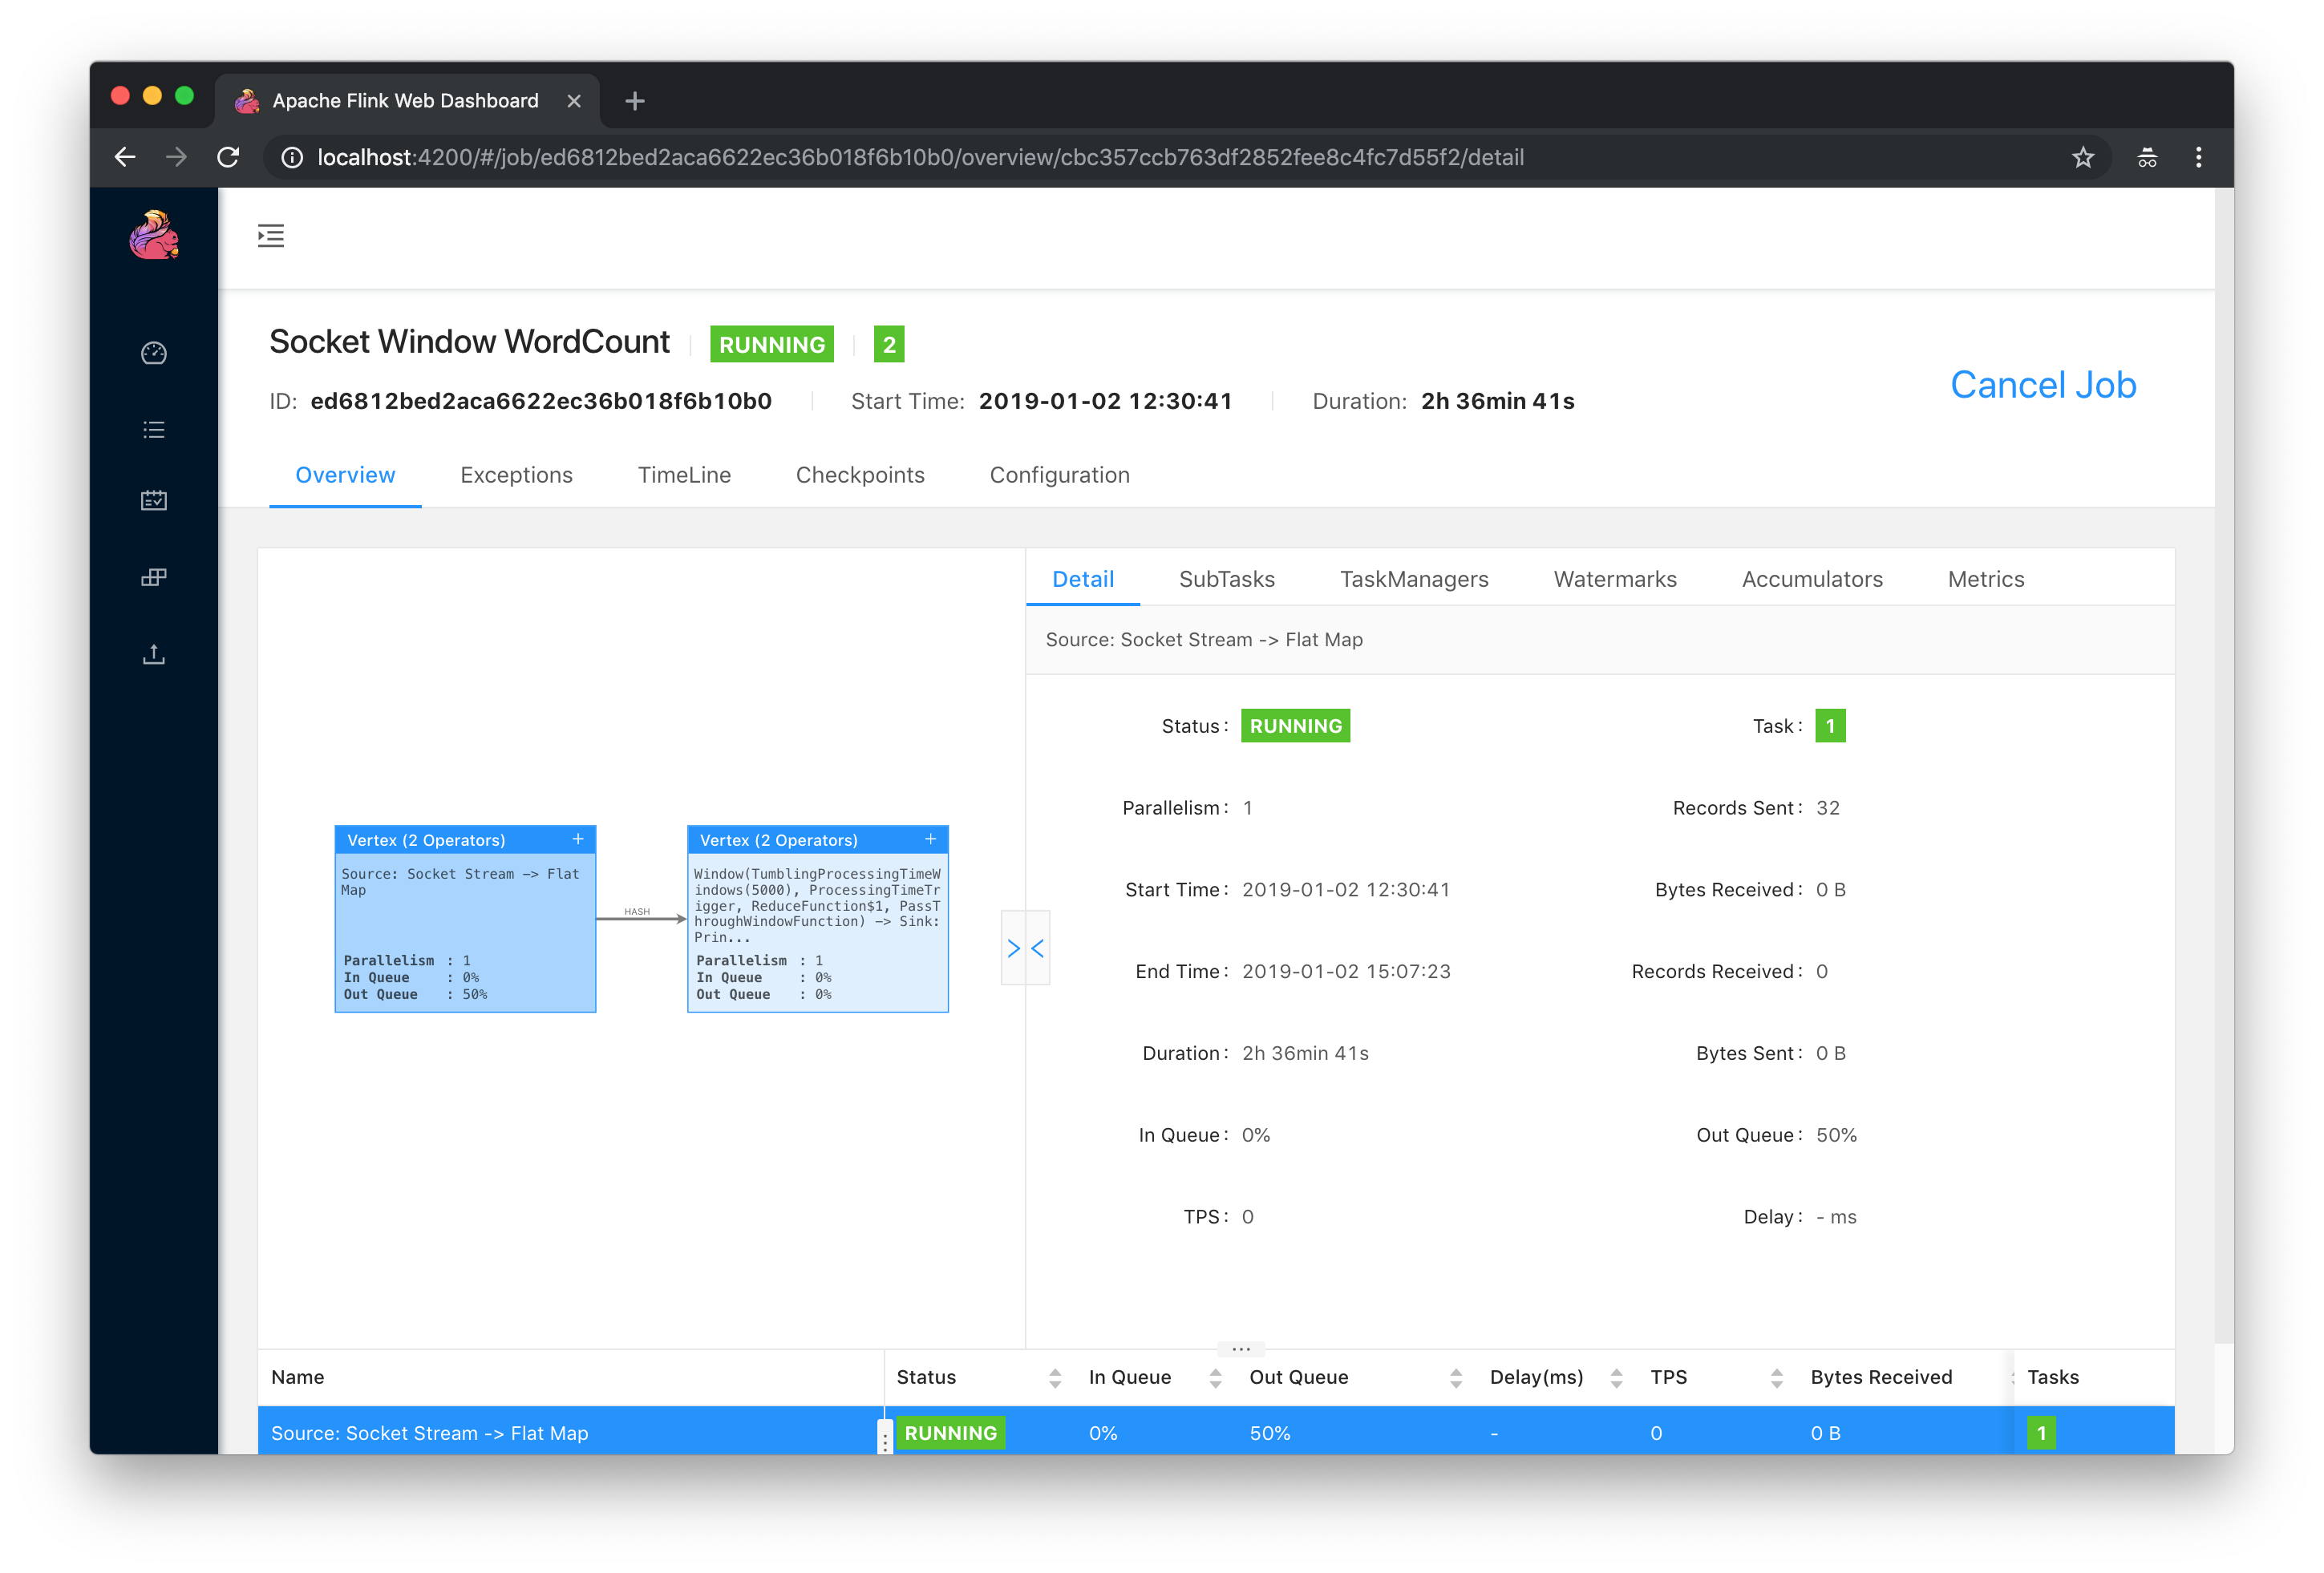 Apache Flink Web Dashboard
localhost:4200/#/job/ed6812bed2aca6622ec36b018f6b10b0/overview/cbc357ccb763df2852fee8c4fc7d55f2/detail
Socket Window WordCount RUNNING 2
ID: ed6812bed2aca6622ec36b018f6b10b0 Start Time: 2019-01-02 12:30:41 Duration: 2h 36min 41s
Cancel Job
Overview Exceptions TimeLine Checkpoints Configuration
Vertex (2 Operators) +
Source: Socket Stream -> Flat
Map
Parallelism : 1
In Queue : 0%
Out Queue : 50%
HASH
Vertex (2 Operators) +
Window(TumblingProcessingTimeW
indows(5000), ProcessingTimeTr
igger, ReduceFunction$1, PassT
hroughWindowFunction) -> Sink:
Prin...
Parallelism : 1
In Queue : 0%
Out Queue : 0%
Detail SubTasks TaskManagers Watermarks Accumulators Metrics
Source: Socket Stream -> Flat Map
Status: RUNNING Task: 1
Parallelism: 1 Records Sent: 32
Start Time: 2019-01-02 12:30:41 Bytes Received: 0 B
End Time: 2019-01-02 15:07:23 Records Received: 0
Duration: 2h 36min 41s Bytes Sent: 0 B
In Queue: 0% Out Queue: 50%
TPS: 0 Delay: - ms
Name Status In Queue Out Queue Delay(ms) TPS Bytes Received Tasks
Source: Socket Stream -> Flat Map RUNNING 0% 50% - 0 0 B 1